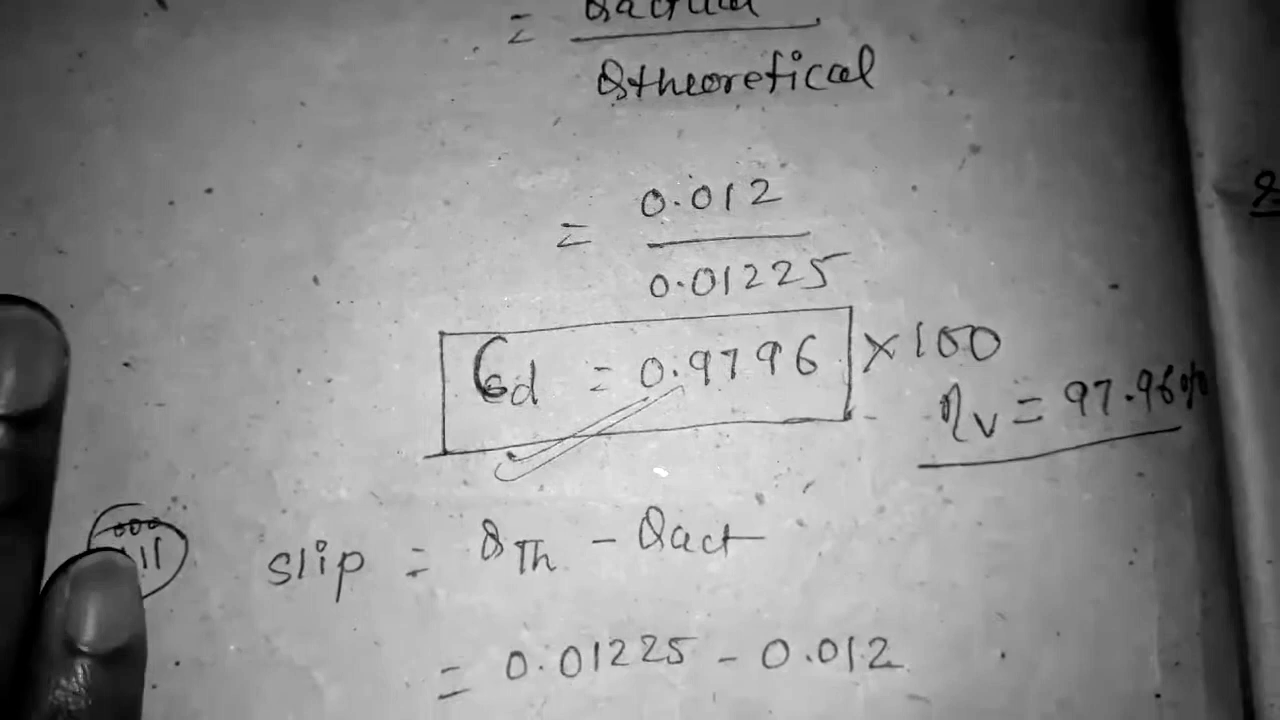 = Qactual
Qtheoretical
= 0.012
0.01225
Cd = 0.9796 × 100
ηv = 97.96%
slip = QTh - Qact
= 0.01225 - 0.012